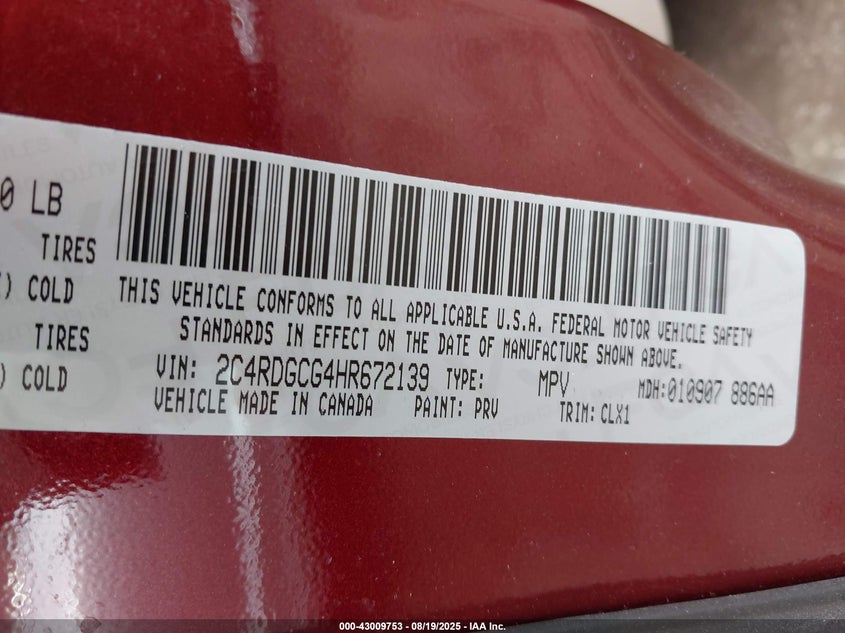 0 LB
TIRES
) COLD
TIRES
) COLD
THIS VEHICLE CONFORMS TO ALL APPLICABLE U.S.A. FEDERAL MOTOR VEHICLE SAFETY
STANDARDS IN EFFECT ON THE DATE OF MANUFACTURE SHOWN ABOVE.
VIN: 2C4RDGCG4HR672139 TYPE: MPV MDH:010907 886AA
VEHICLE MADE IN CANADA PAINT: PRV TRIM: CLX1
000-43009753 - 08/19/2025 - IAA Inc.